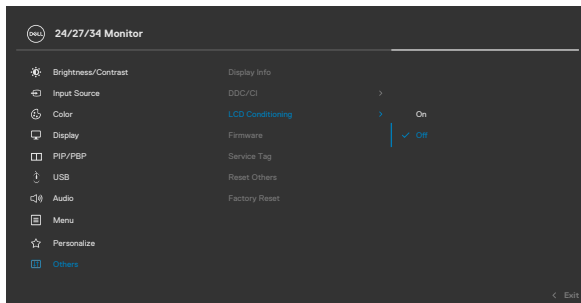 DELL 24/27/34 Monitor
Brightness/Contrast Display Info
Input Source DDC/CI >
Color LCD Conditioning > On
Display Firmware ✓ Off
PIP/PBP Service Tag
USB Reset Others
Audio Factory Reset
Menu
Personalize
Others
< Exit